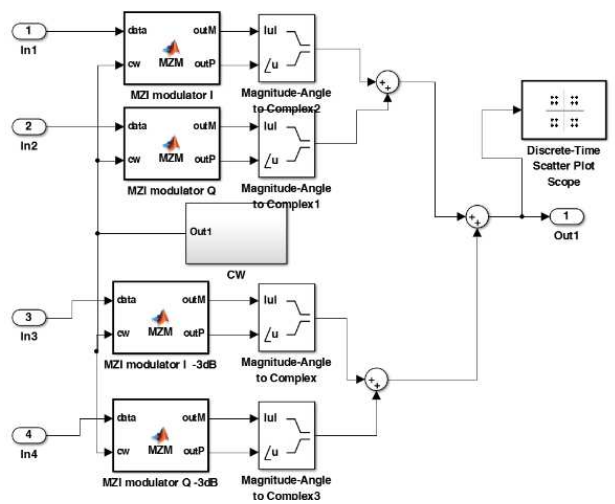 1
In1
data
cw
MZM
outM
outP
MZI modulator I
|u|
∠u
Magnitude-Angle
to Complex2
2
In2
data
cw
MZM
outM
outP
MZI modulator Q
|u|
∠u
Magnitude-Angle
to Complex1
Discrete-Time
Scatter Plot
Scope
1
Out1
Out1
CW
3
In3
data
cw
MZM
outM
outP
MZI modulator I -3dB
|u|
∠u
Magnitude-Angle
to Complex
4
In4
data
cw
MZM
outM
outP
MZI modulator Q -3dB
|u|
∠u
Magnitude-Angle
to Complex3